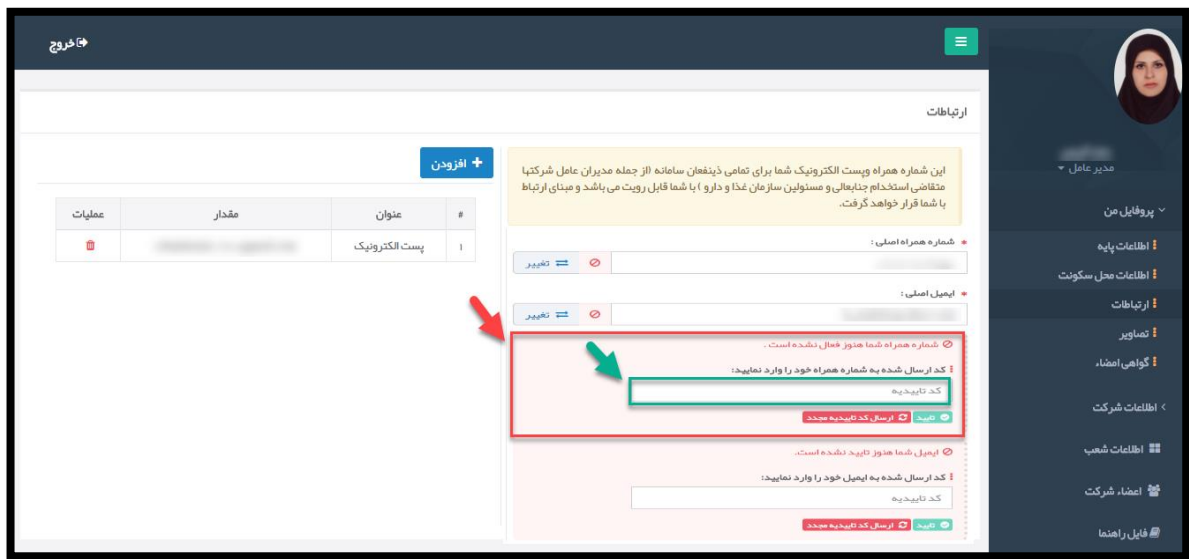 خروج
ارتباطات
این شماره همراه وپست الکترونیک شما برای تمامی ذینفعان سامانه (از جمله مدیران عامل شرکتها
متقاضی استخدام جنابعالی و مسئولین سازمان غذا و دارو ) با شما قابل رویت می باشد و مبنای ارتباط
با شما قرار خواهد گرفت.
* شماره همراه اصلی :
تغییر
* ایمیل اصلی :
تغییر
شماره همراه شما هنوز فعال نشده است .
کد ارسال شده به شماره همراه خود را وارد نمایید:
کد تاییدیه
تایید ارسال کد تاییدیه مجدد
ایمیل شما هنوز تایید نشده است.
کد ارسال شده به ایمیل خود را وارد نمایید:
کد تاییدیه
تایید ارسال کد تاییدیه مجدد
+ افزودن
# عنوان مقدار عملیات
۱ پست الکترونیک
مدیر عامل
پروفایل من
اطلاعات پایه
اطلاعات محل سکونت
ارتباطات
تصاویر
گواهی امضاء
اطلاعات شرکت
اطلاعات شعب
اعضاء شرکت
فایل راهنما